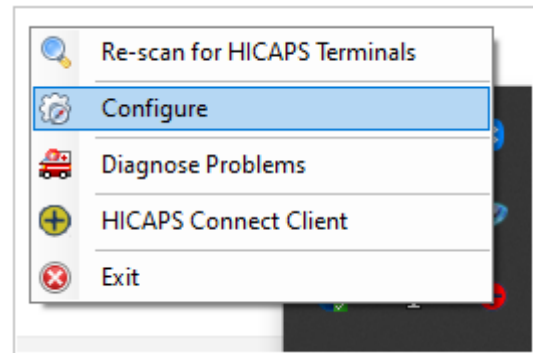 Re-scan for HICAPS Terminals
Configure
Diagnose Problems
HICAPS Connect Client
Exit